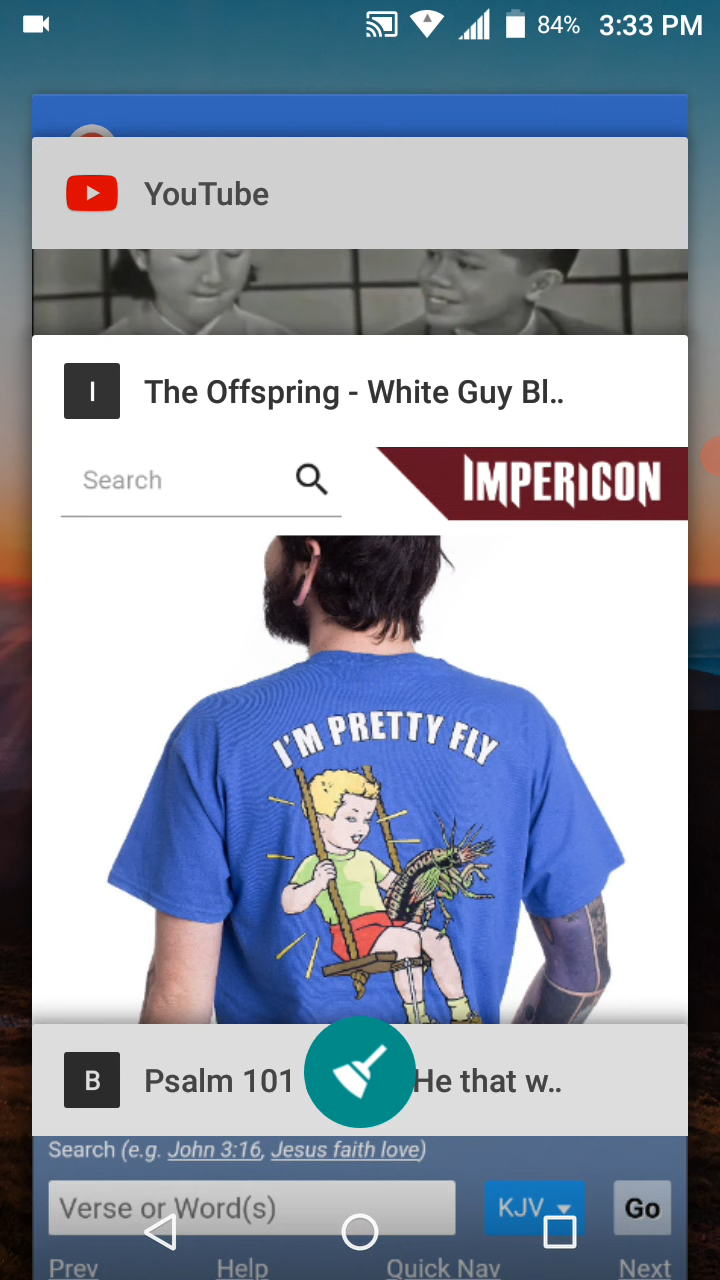 84% 3:33 PM
YouTube
I The Offspring - White Guy Bl..
Search
IMPERICON
I'M PRETTY FLY
B Psalm 101 He that w..
Search (e.g. John 3:16, Jesus faith love)
Verse or Word(s) KJV Go
Prev Help Quick Nav Next